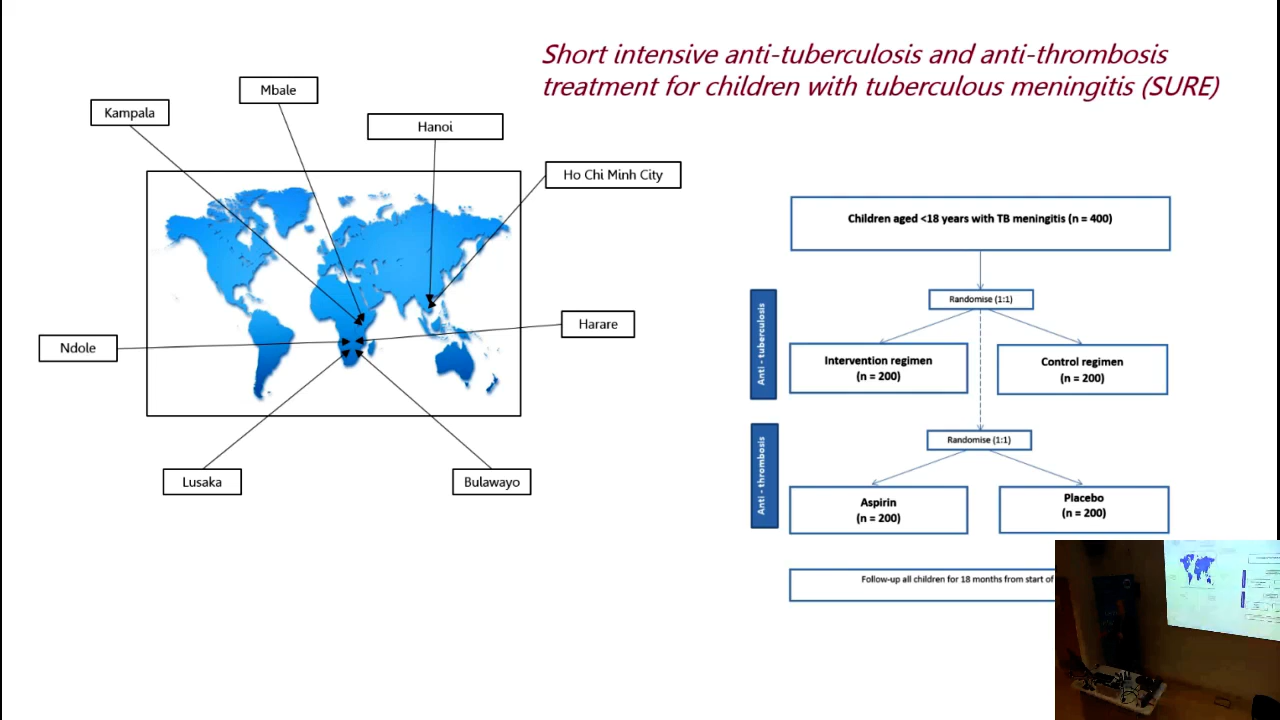 Short intensive anti-tuberculosis and anti-thrombosis
treatment for children with tuberculous meningitis (SURE)
Mbale
Kampala
Hanoi
Ho Chi Minh City
Harare
Ndole
Lusaka
Bulawayo
Children aged <18 years with TB meningitis (n = 400)
Randomise (1:1)
Anti - tuberculosis
Intervention regimen
(n = 200)
Control regimen
(n = 200)
Randomise (1:1)
Anti - thrombosis
Aspirin
(n = 200)
Placebo
(n = 200)
Follow-up all children for 18 months from start of